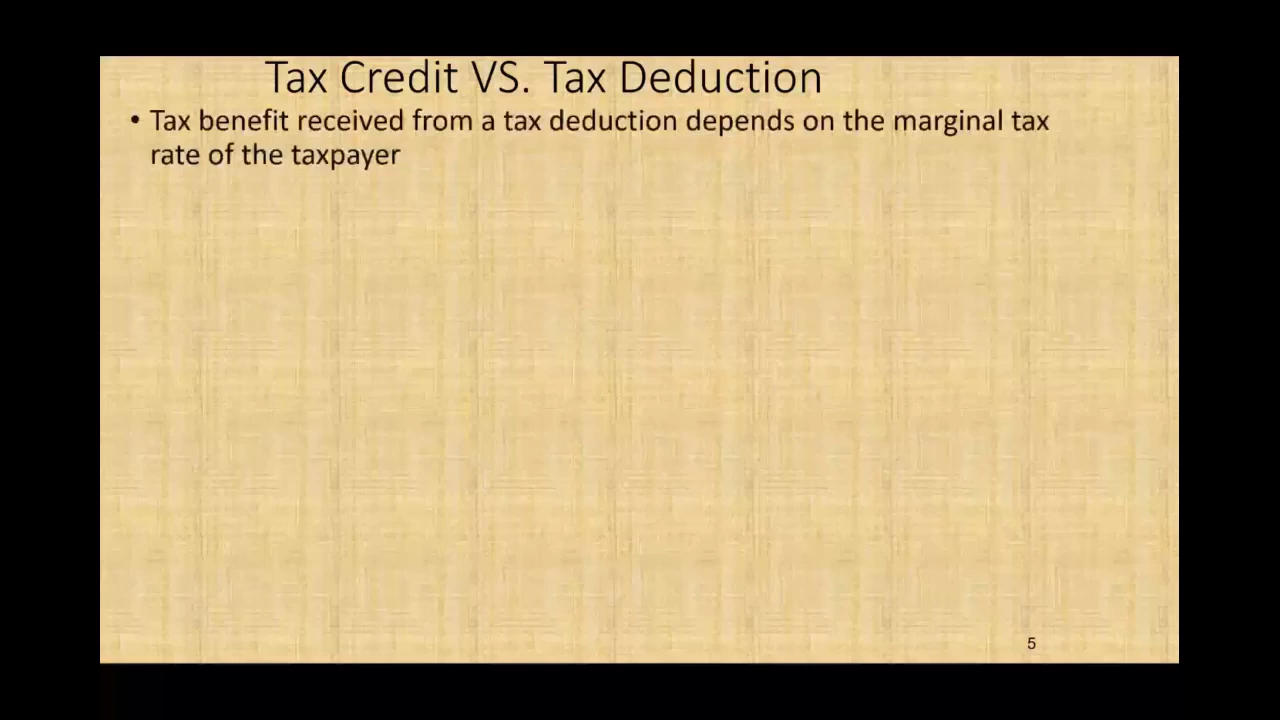 Tax Credit VS. Tax Deduction
• Tax benefit received from a tax deduction depends on the marginal tax
rate of the taxpayer
5